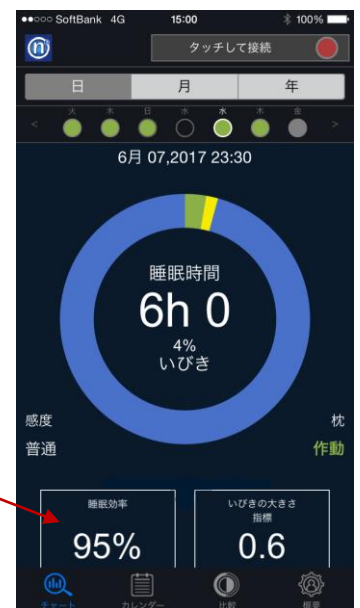 SoftBank 4G 15:00 100%
n
タッチして接続
日 月 年
火 木 日 水 水 木 金
< >
6月 07,2017 23:30
睡眠時間
6h 0
4%
いびき
感度 枕
普通 作動
睡眠効率 いびきの大きさ
指標
95% 0.6
チャート カレンダー 比較 概要